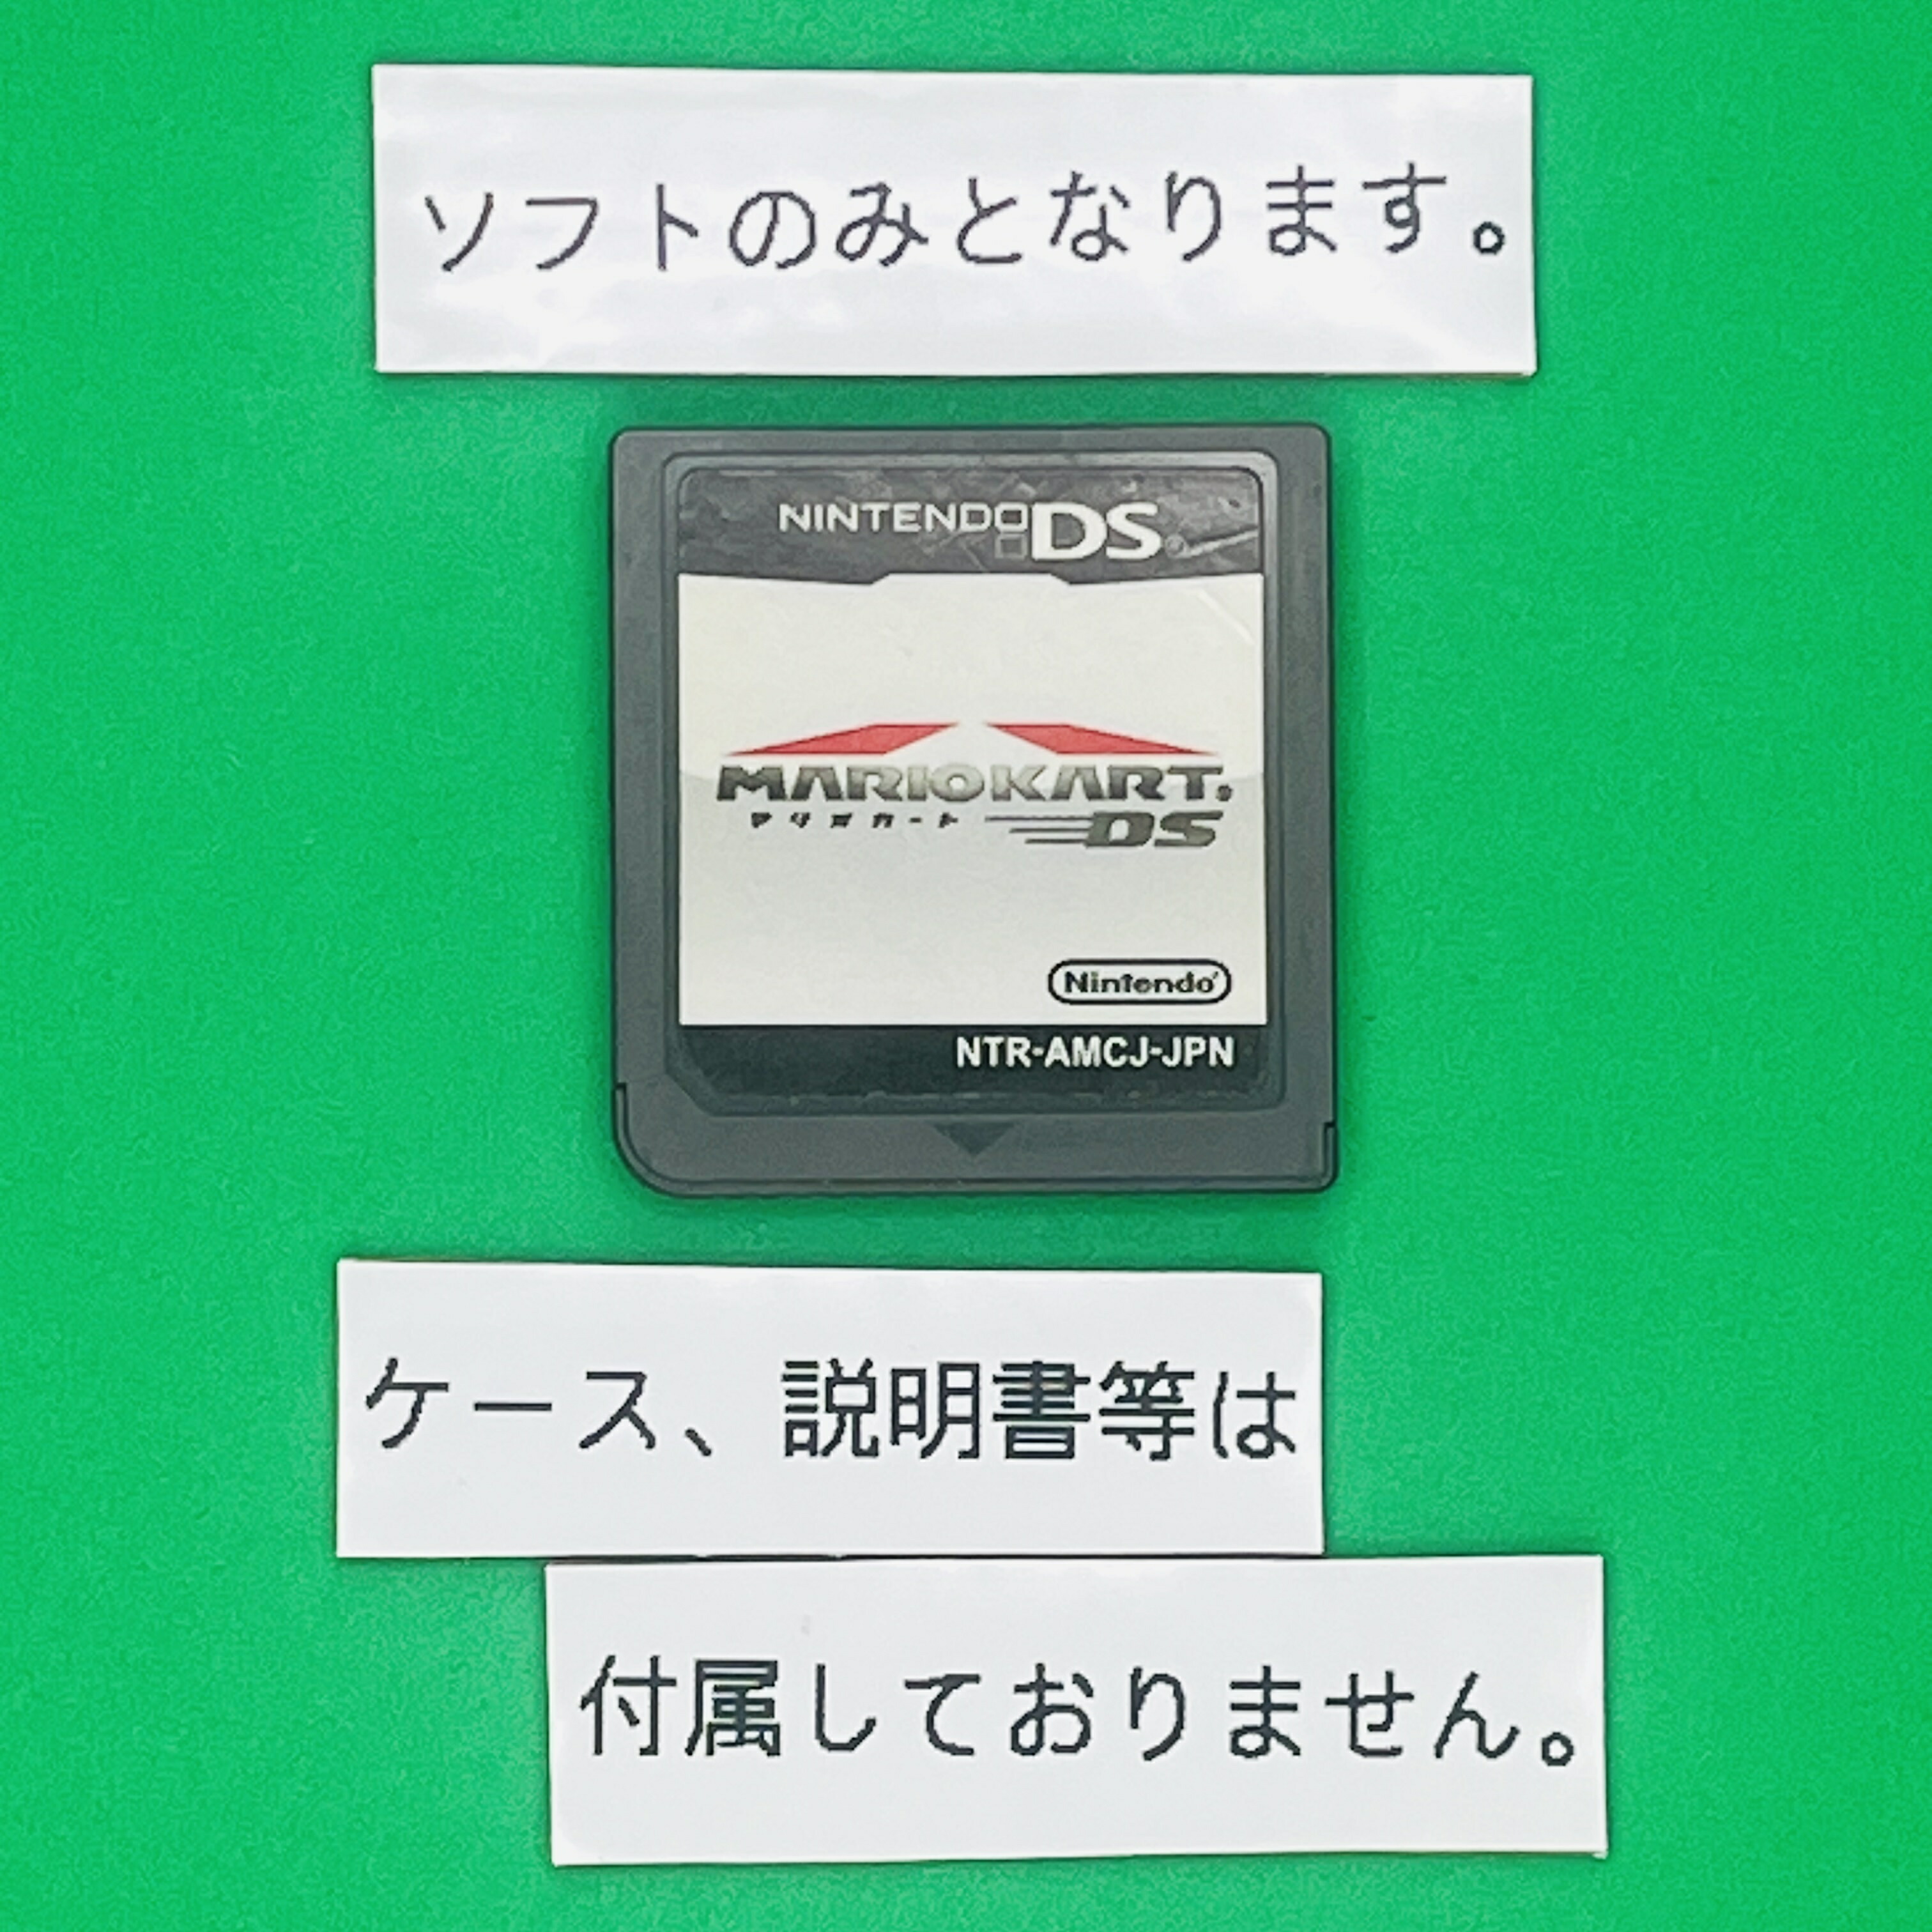 ソフトのみとなります。
NINTENDO DS
MARIOKART.
マリオカート DS
Nintendo
NTR-AMCJ-JPN
ケース、説明書等は
付属しておりません。